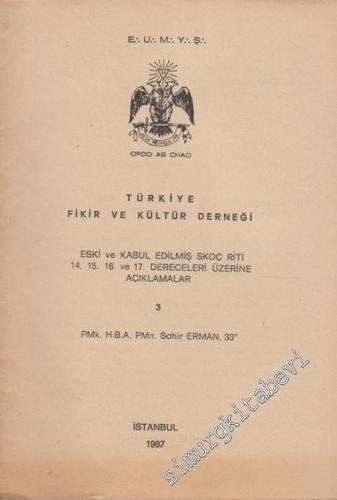 E∴ U∴ M∴ Y∴ Ş∴
ORDO AB CHAO
TÜRKİYE
FİKİR VE KÜLTÜR DERNEĞİ
ESKİ ve KABUL EDİLMİŞ SKOÇ RİTİ
14. 15. 16. ve 17. DERECELERİ ÜZERİNE
AÇIKLAMALAR
3
PMk. H.B.A. PMn. Sahir ERMAN, 33°
İSTANBUL
1987
simurgkitabevi